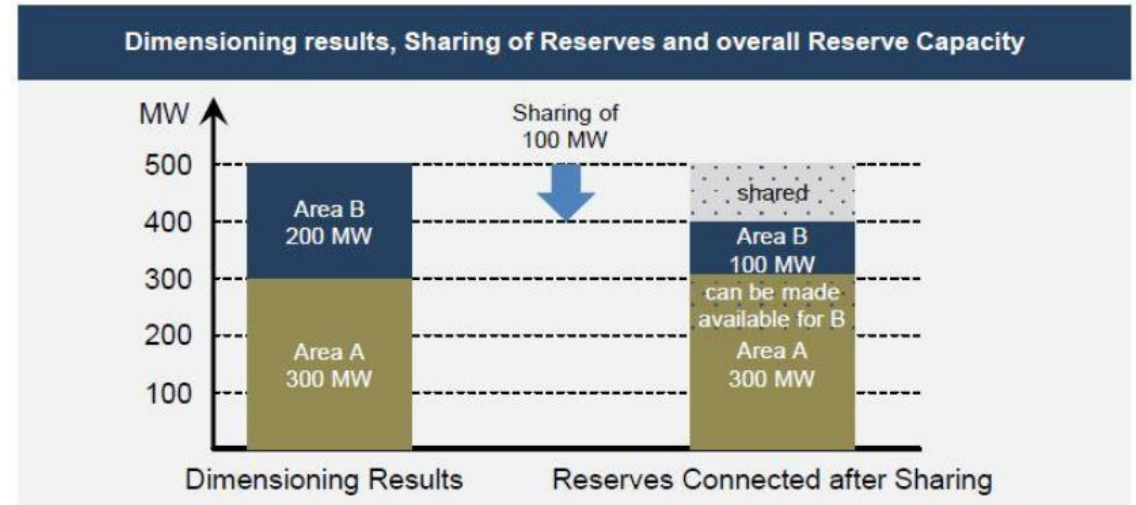 Dimensioning results, Sharing of Reserves and overall Reserve Capacity
MW
Sharing of
100 MW
500
400
300
200
100
Area B
200 MW
Area A
300 MW
shared
Area B
100 MW
can be made
available for B
Area A
300 MW
Dimensioning Results
Reserves Connected after Sharing